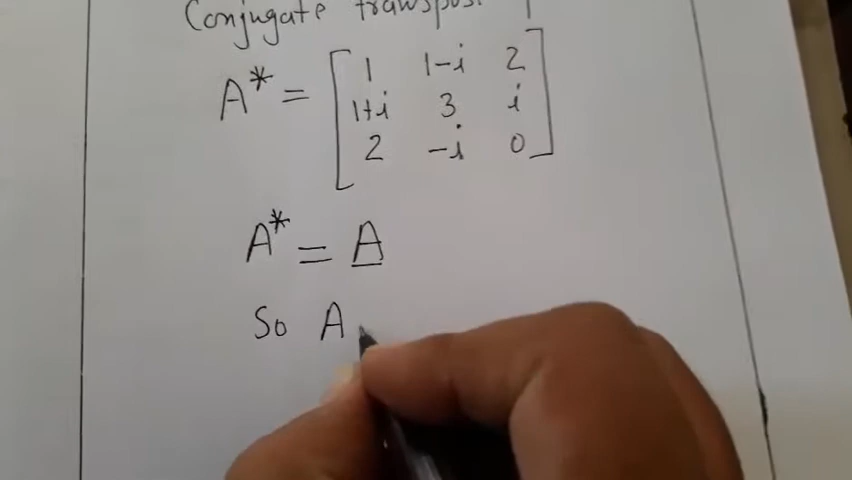 Conjugate
A* = [ 1 1-i 2
1+i 3 i
2 -i 0 ]
A* = A
So A